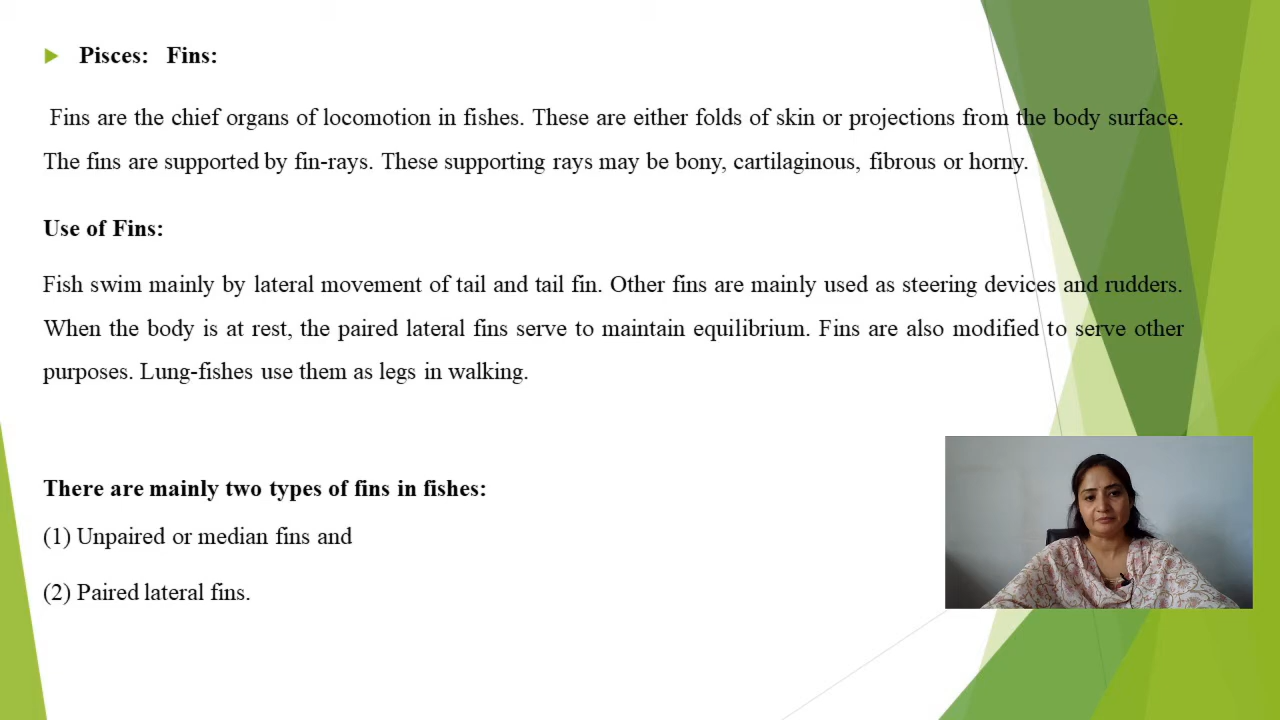 Pisces: Fins:
Fins are the chief organs of locomotion in fishes. These are either folds of skin or projections from the body surface.
The fins are supported by fin-rays. These supporting rays may be bony, cartilaginous, fibrous or horny.
Use of Fins:
Fish swim mainly by lateral movement of tail and tail fin. Other fins are mainly used as steering devices and rudders.
When the body is at rest, the paired lateral fins serve to maintain equilibrium. Fins are also modified to serve other
purposes. Lung-fishes use them as legs in walking.
There are mainly two types of fins in fishes:
(1) Unpaired or median fins and
(2) Paired lateral fins.